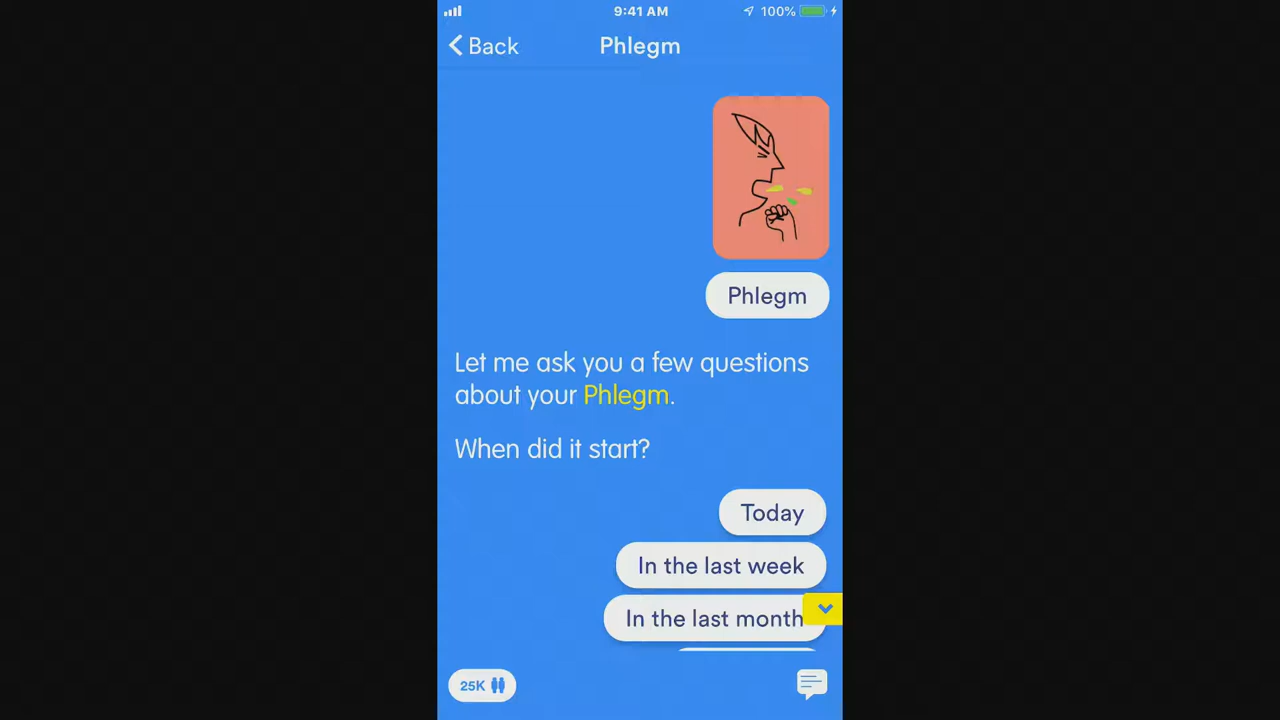 9:41 AM
100%
Back
Phlegm
Phlegm
Let me ask you a few questions
about your Phlegm.
When did it start?
Today
In the last week
In the last month
25K